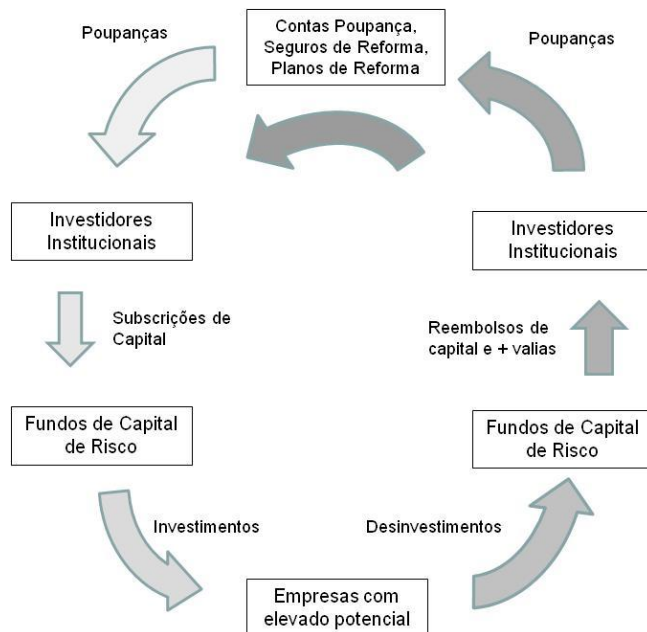 Poupanças
Contas Poupança,
Seguros de Reforma,
Planos de Reforma
Poupanças
Investidores
Institucionais
Investidores
Institucionais
Subscrições de
Capital
Reembolsos de
capital e + valias
Fundos de Capital
de Risco
Fundos de Capital
de Risco
Investimentos
Desinvestimentos
Empresas com
elevado potencial